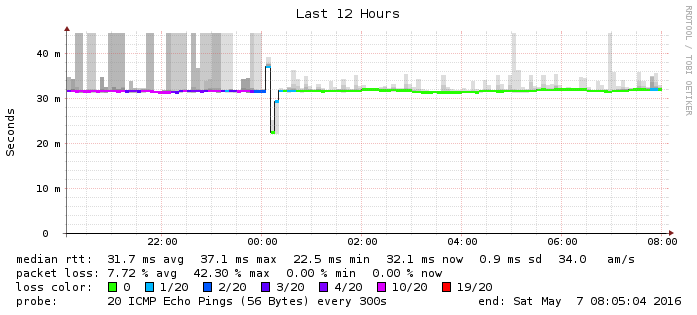 Last 12 Hours
RRDTOOL / TOBI OETIKER
Seconds
40 m
30 m
20 m
10 m
0
22:00 00:00 02:00 04:00 06:00 08:00
median rtt: 31.7 ms avg 37.1 ms max 22.5 ms min 32.1 ms now 0.9 ms sd 34.0 am/s
packet loss: 7.72 % avg 42.30 % max 0.00 % min 0.00 % now
loss color: 0 1/20 2/20 3/20 4/20 10/20 19/20
probe: 20 ICMP Echo Pings (56 Bytes) every 300s end: Sat May 7 08:05:04 2016